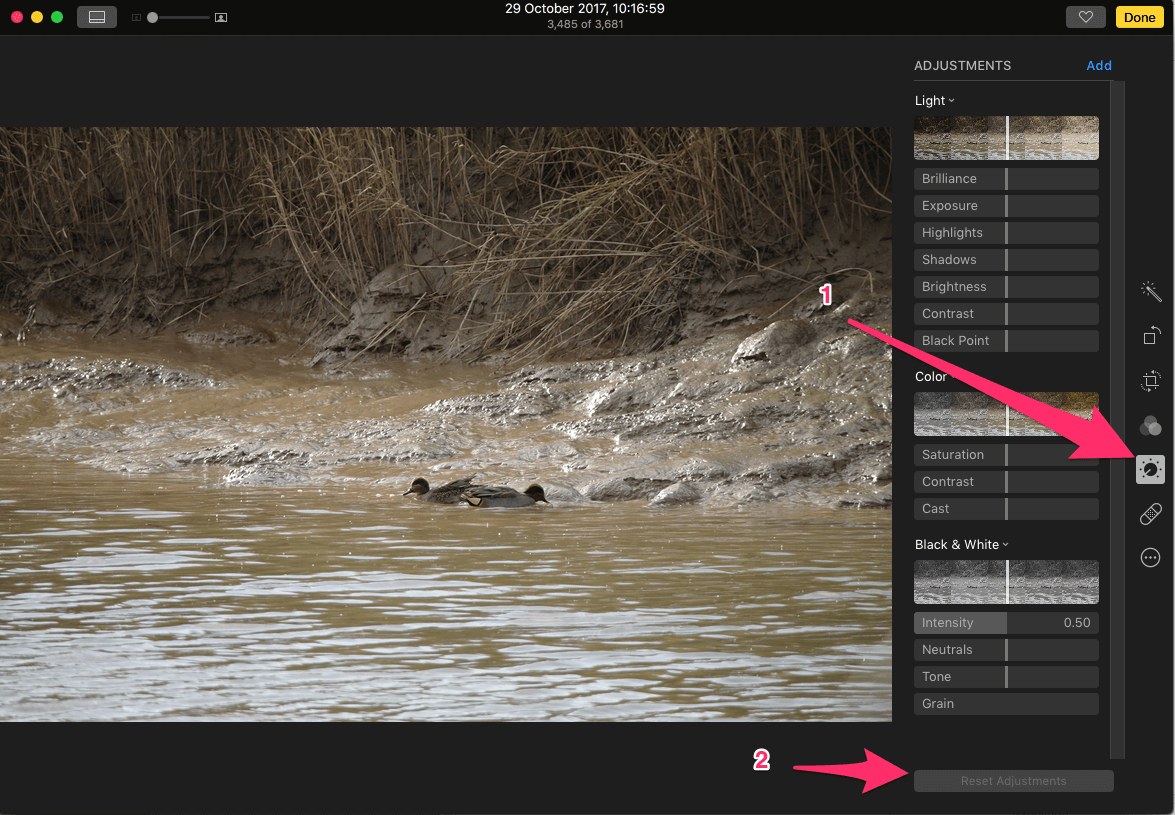 29 October 2017, 10:16:59
3,485 of 3,681
Done
ADJUSTMENTS
Add
Light
Brilliance
Exposure
Highlights
Shadows
Brightness
Contrast
Black Point
1
Color
Saturation
Contrast
Cast
Black & White
Intensity 0.50
Neutrals
Tone
Grain
2
Reset Adjustments